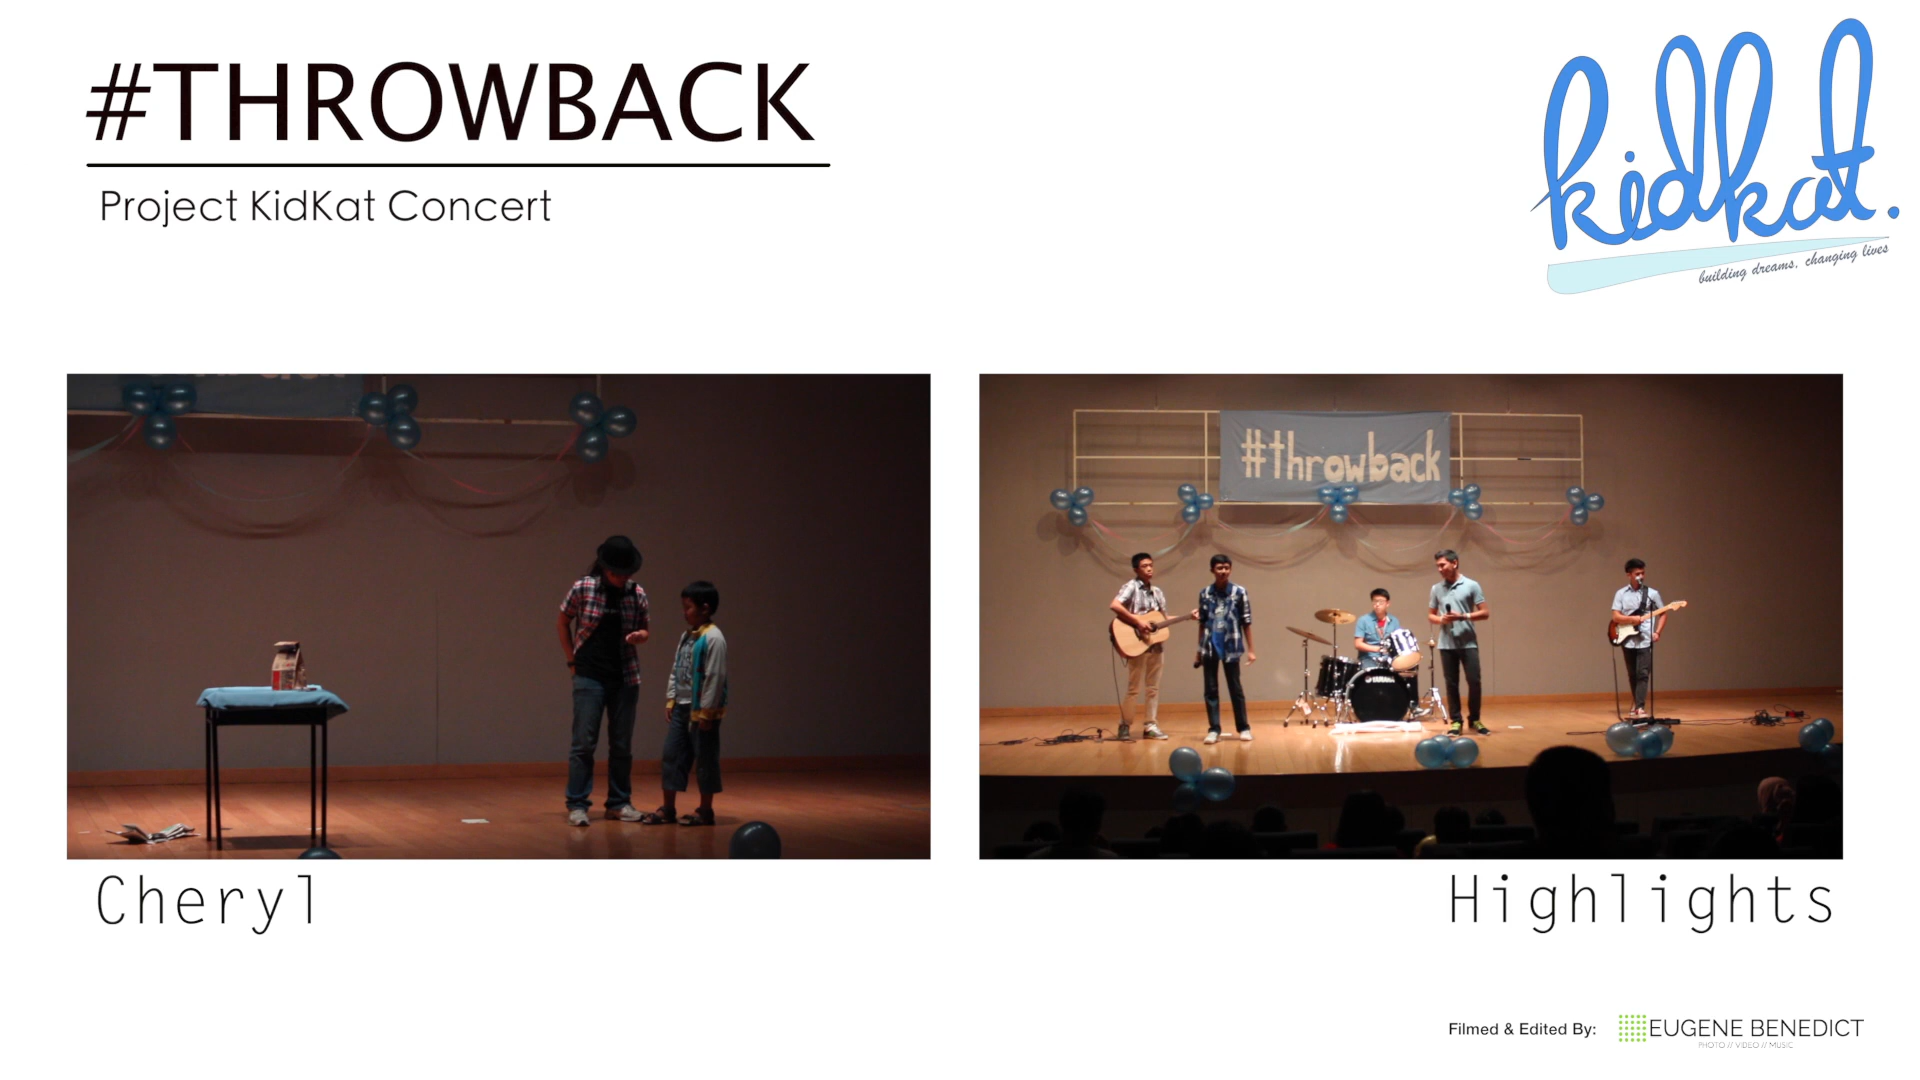 #THROWBACK
Project KidKat Concert
kidkat.
building dreams, changing lives
#throwback
YAMAHA
Cheryl
Highlights
Filmed & Edited By:
EUGENE BENEDICT
PHOTO // VIDEO // MUSIC